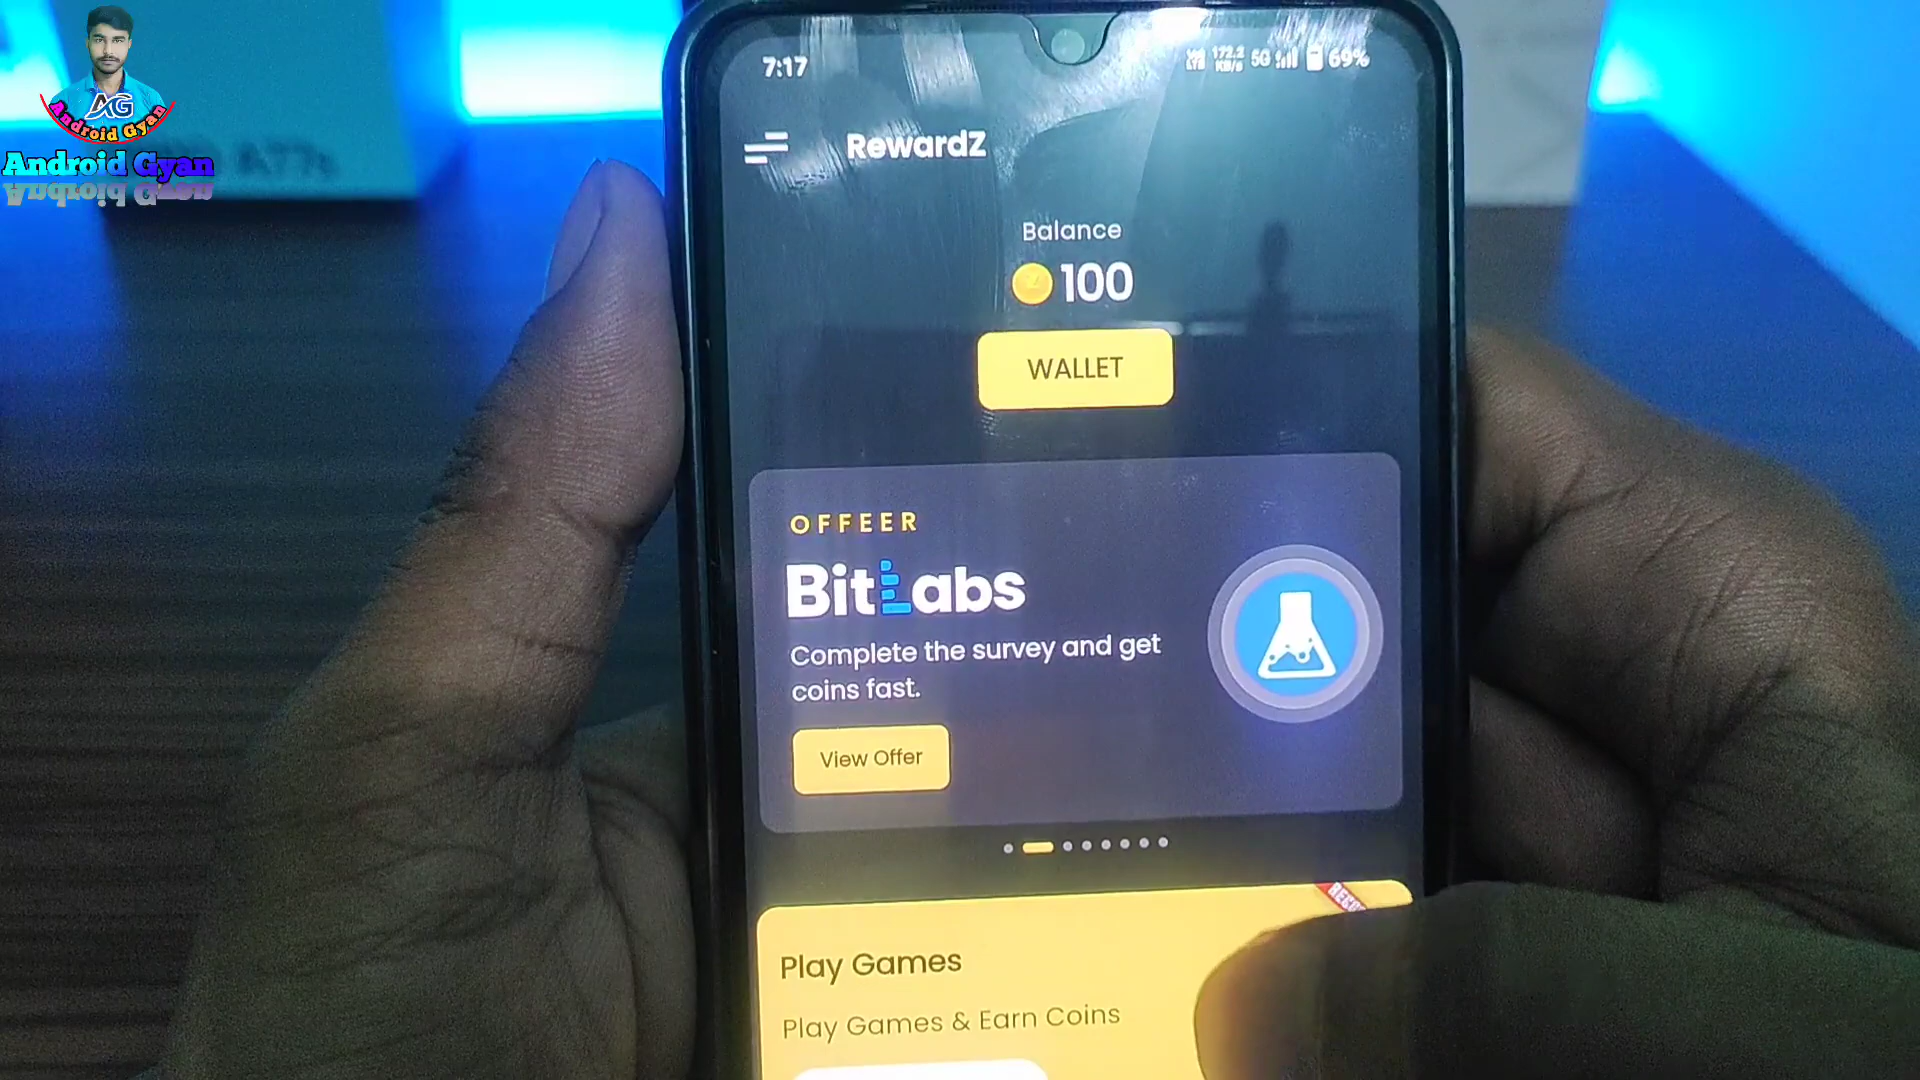 AG
Android Gyan
Android Gyan
A77s
7:17
172.2
KB/s
5G
69%
RewardZ
Balance
100
WALLET
OFFEER
BitLabs
Complete the survey and get
coins fast.
View Offer
Play Games
Play Games & Earn Coins